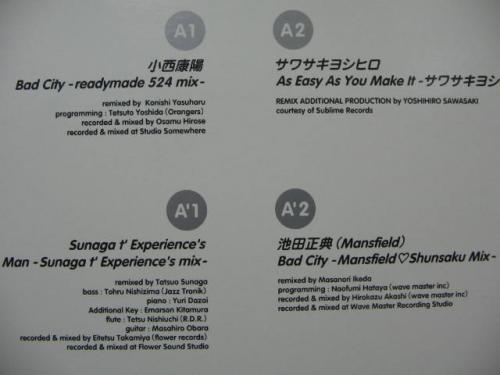 A1
小西康陽
Bad City -readymade 524 mix-
remixed by Konishi Yasuharu
programming : Tetsuto Yoshida (Orangers)
recorded & mixed by Osamu Hirose
recorded & mixed at Studio Somewhere
A2
サワサキヨシヒロ
As Easy As You Make It -サワサキヨシ
REMIX ADDITIONAL PRODUCTION by YOSHIHIRO SAWASAKI
courtesy of Sublime Records
A'1
Sunaga t' Experience's
Man -Sunaga t' Experience's mix-
remixed by Tatsuo Sunaga
bass : Tohru Nishizima (Jazz Tronik)
piano : Yuri Dazai
Additional Key : Emarson Kitamura
flute : Tetsu Nishiuchi (R.D.R.)
guitar : Masahiro Obara
recorded & mixed by Eitetsu Takamiya (flower records)
recorded & mixed at Flower Sound Studio
A'2
池田正典 (Mansfield)
Bad City -Mansfield♡Shunsaku Mix-
remixed by Masanori Ikeda
programming : Naofumi Hataya (wave master inc)
recorded & mixed by Hirokazu Akashi (wave master inc)
recorded & mixed at Wave Master Recording Studio